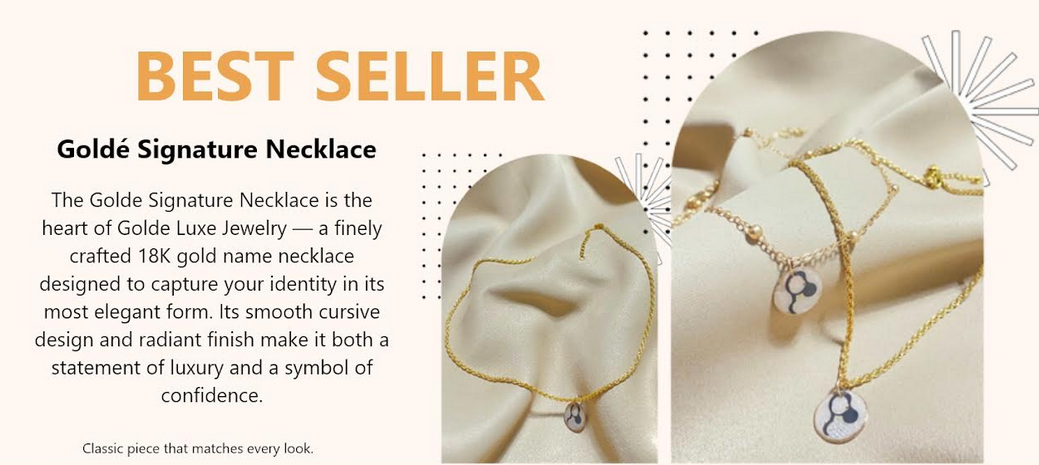 BEST SELLER
Goldé Signature Necklace
The Golde Signature Necklace is the
heart of Golde Luxe Jewelry — a finely
crafted 18K gold name necklace
designed to capture your identity in its
most elegant form. Its smooth cursive
design and radiant finish make it both a
statement of luxury and a symbol of
confidence.
Classic piece that matches every look.